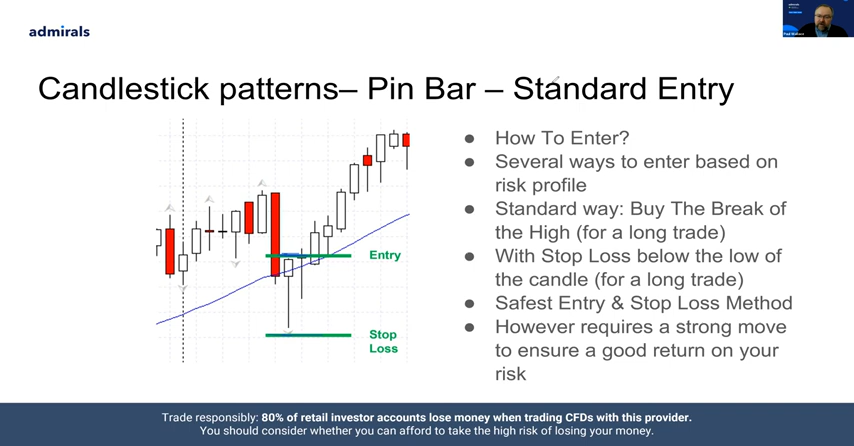 admirals
Candlestick patterns– Pin Bar – Standard Entry
How To Enter?
Several ways to enter based on
risk profile
Standard way: Buy The Break of
the High (for a long trade)
With Stop Loss below the low of
the candle (for a long trade)
Safest Entry & Stop Loss Method
However requires a strong move
to ensure a good return on your
risk
Entry
Stop
Loss
Trade responsibly: 80% of retail investor accounts lose money when trading CFDs with this provider.
You should consider whether you can afford to take the high risk of losing your money.